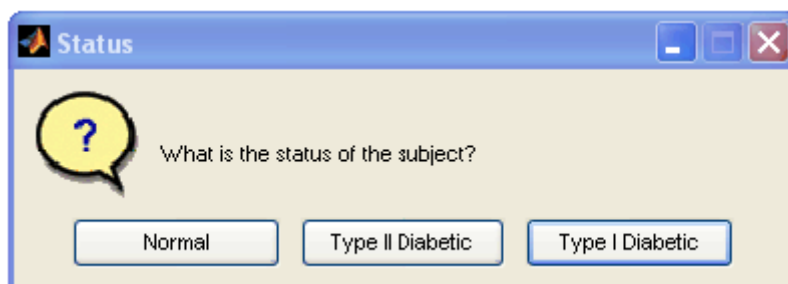 Status
?
What is the status of the subject?
Normal Type II Diabetic Type I Diabetic